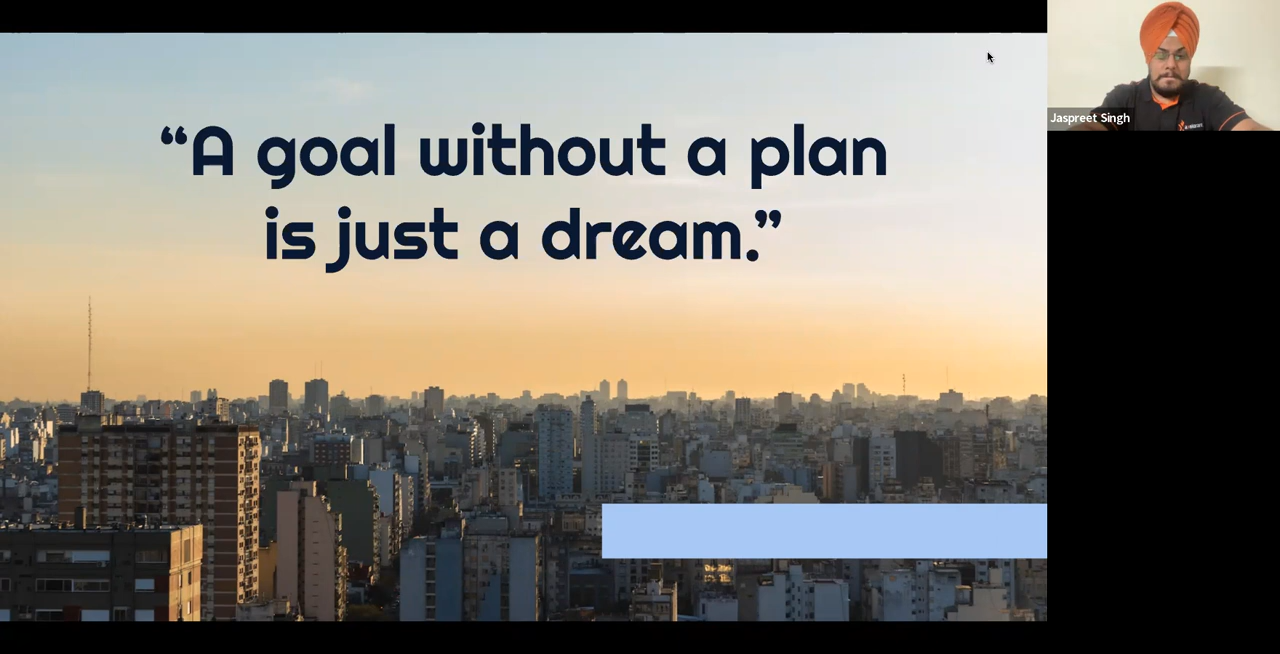 “A goal without a plan
is just a dream.”
Jaspreet Singh